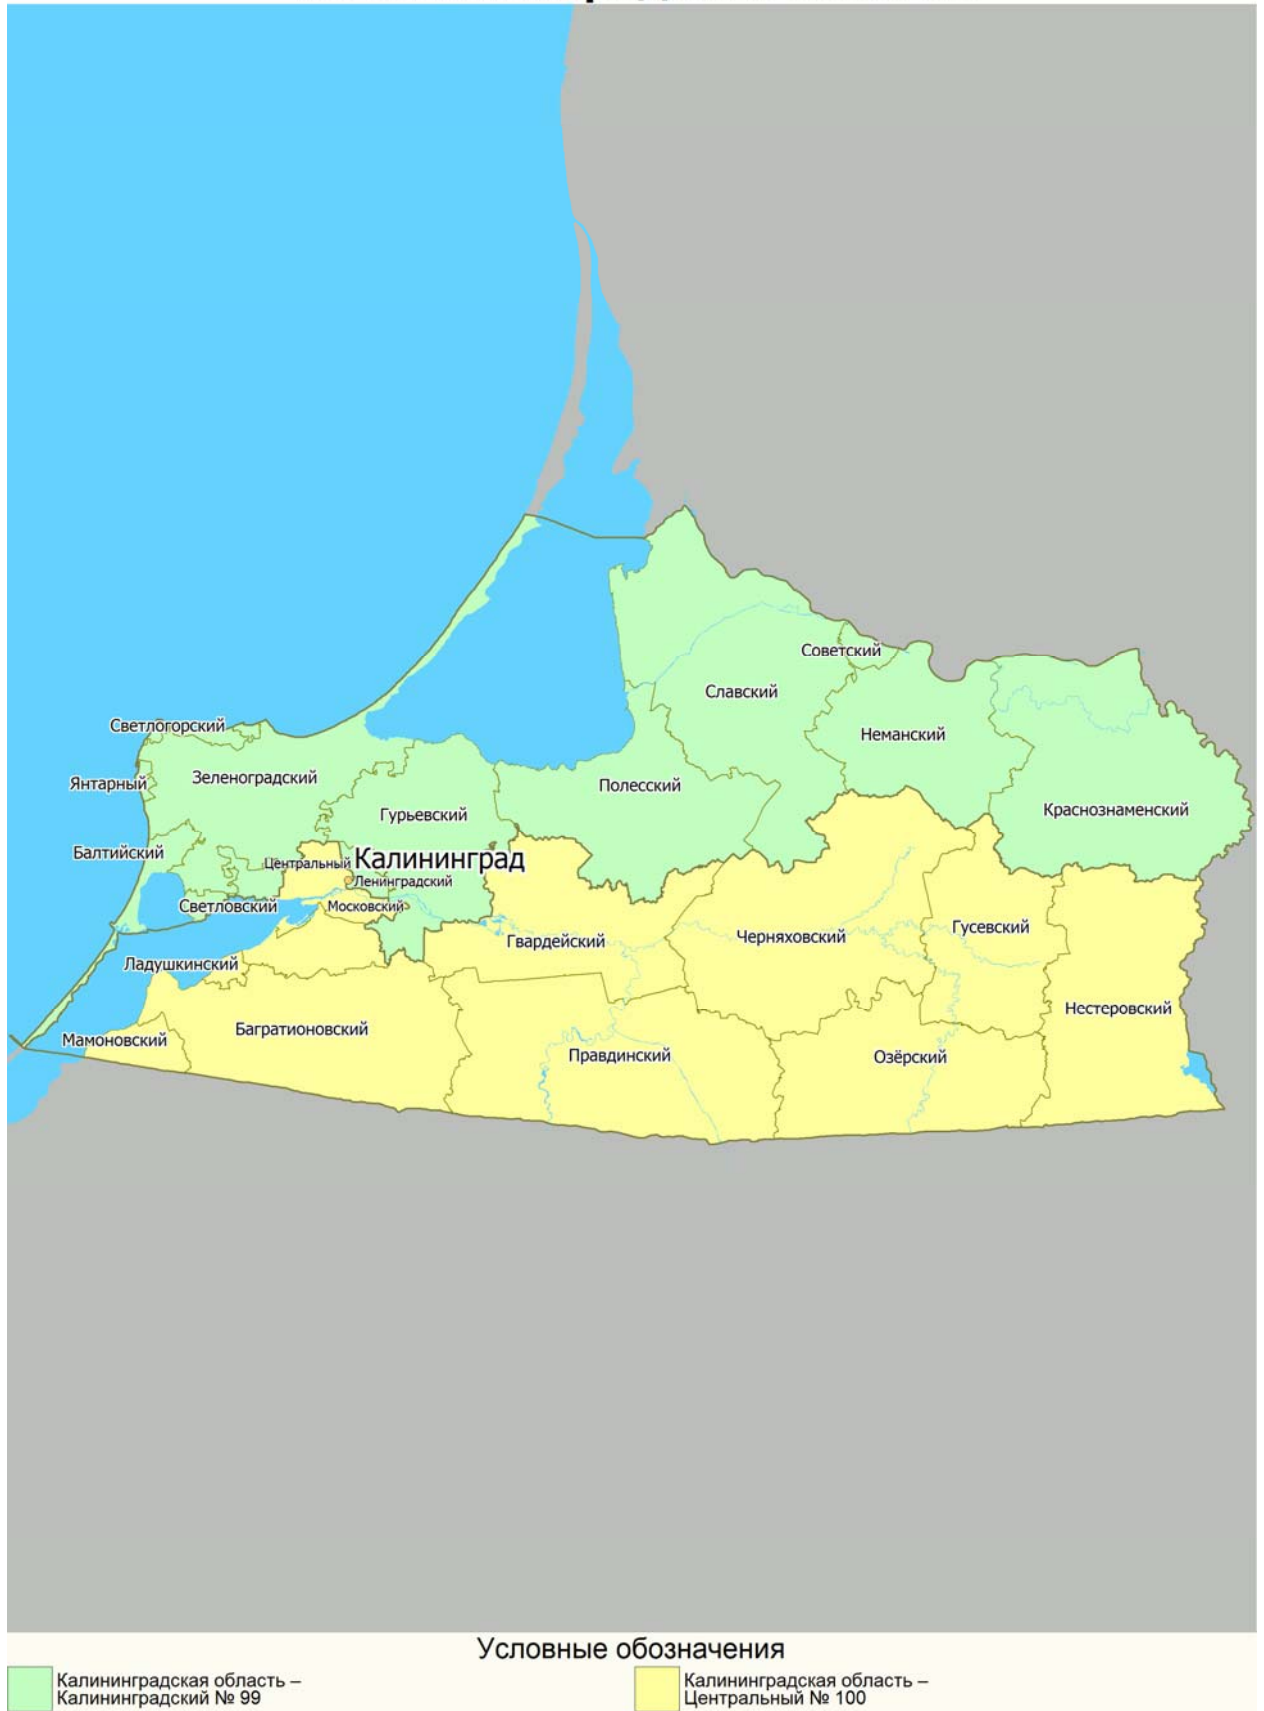 Советский
Славский
Светлогорский
Неманский
Зеленоградский
Янтарный
Полесский
Краснознаменский
Гурьевский
Балтийский
Центральный
Калининград
Ленинградский
Светловский
Московский
Гусевский
Черняховский
Гвардейский
Ладушкинский
Нестеровский
Багратионовский
Мамоновский
Правдинский
Озёрский
Условные обозначения
Калининградская область –
Калининградский № 99
Калининградская область –
Центральный № 100